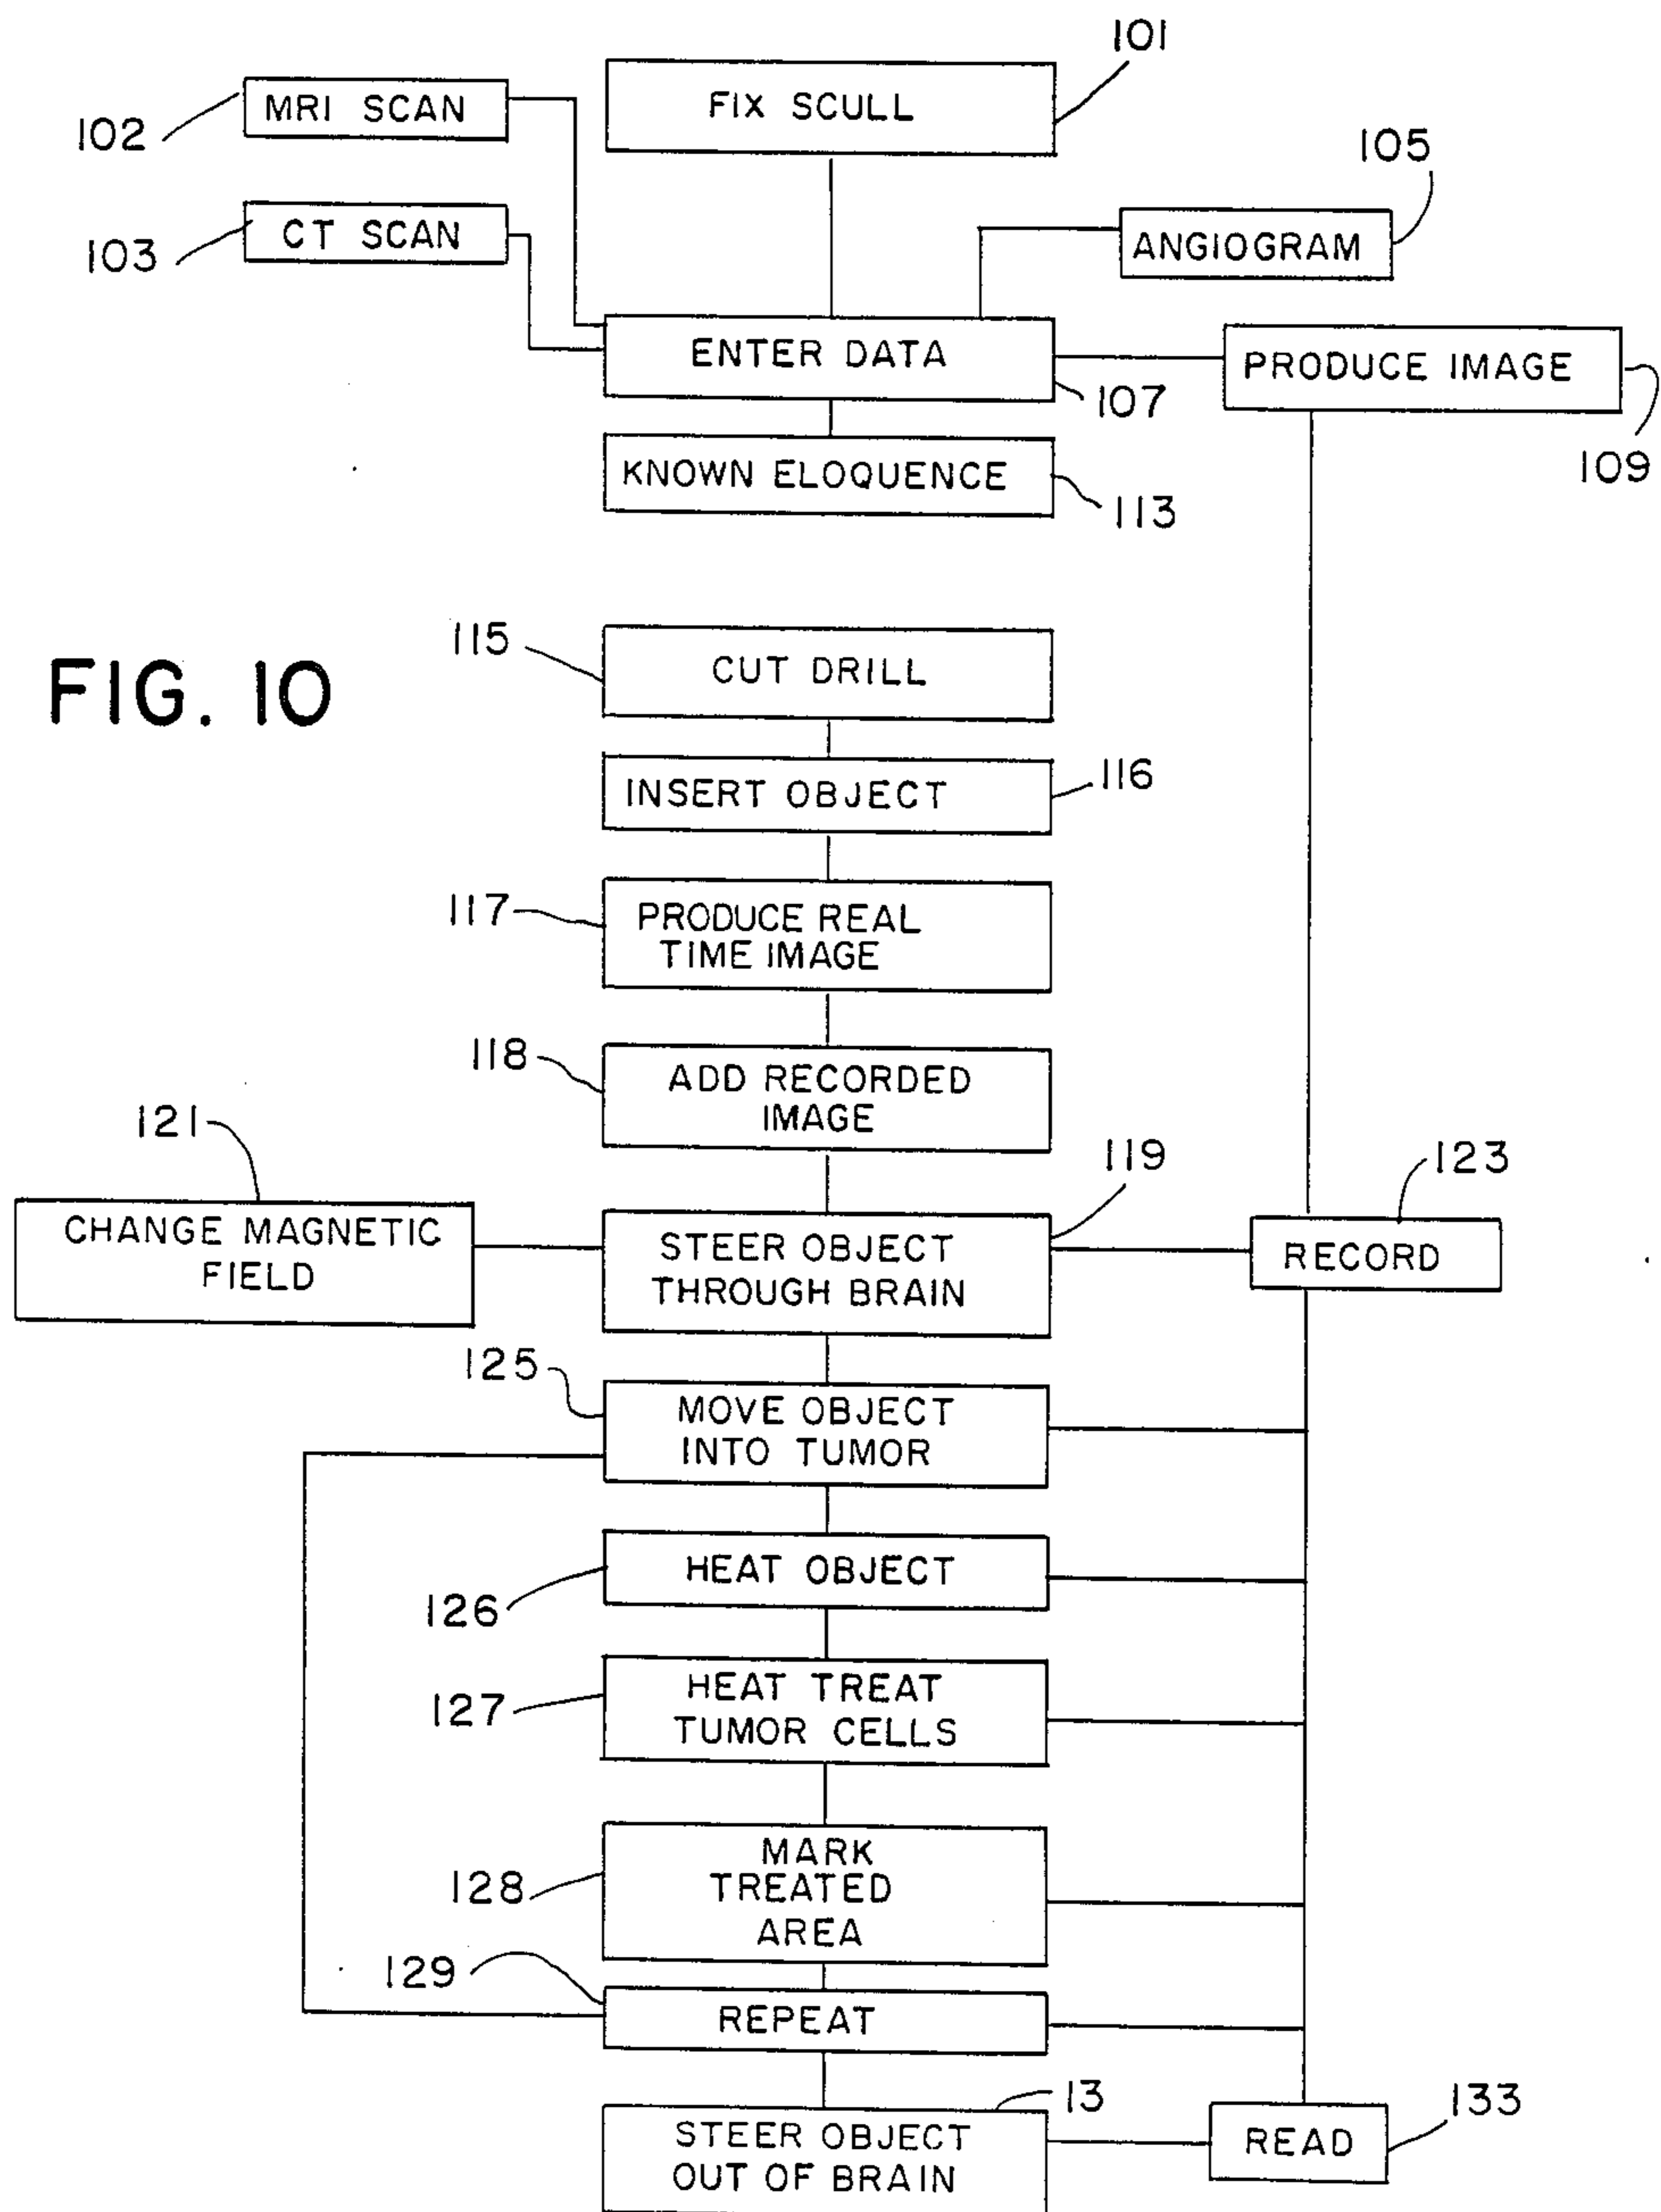 101
FIX SCULL
102
MRI SCAN
105
103
CT SCAN
ANGIOGRAM
ENTER DATA
107
PRODUCE IMAGE
109
KNOWN ELOQUENCE
113
FIG. 10
115
CUT DRILL
INSERT OBJECT
116
117
PRODUCE REAL
TIME IMAGE
118
ADD RECORDED
IMAGE
121
119
123
CHANGE MAGNETIC
FIELD
STEER OBJECT
THROUGH BRAIN
RECORD
125
MOVE OBJECT
INTO TUMOR
126
HEAT OBJECT
127
HEAT TREAT
TUMOR CELLS
128
MARK
TREATED
AREA
129
REPEAT
13
133
STEER OBJECT
OUT OF BRAIN
READ